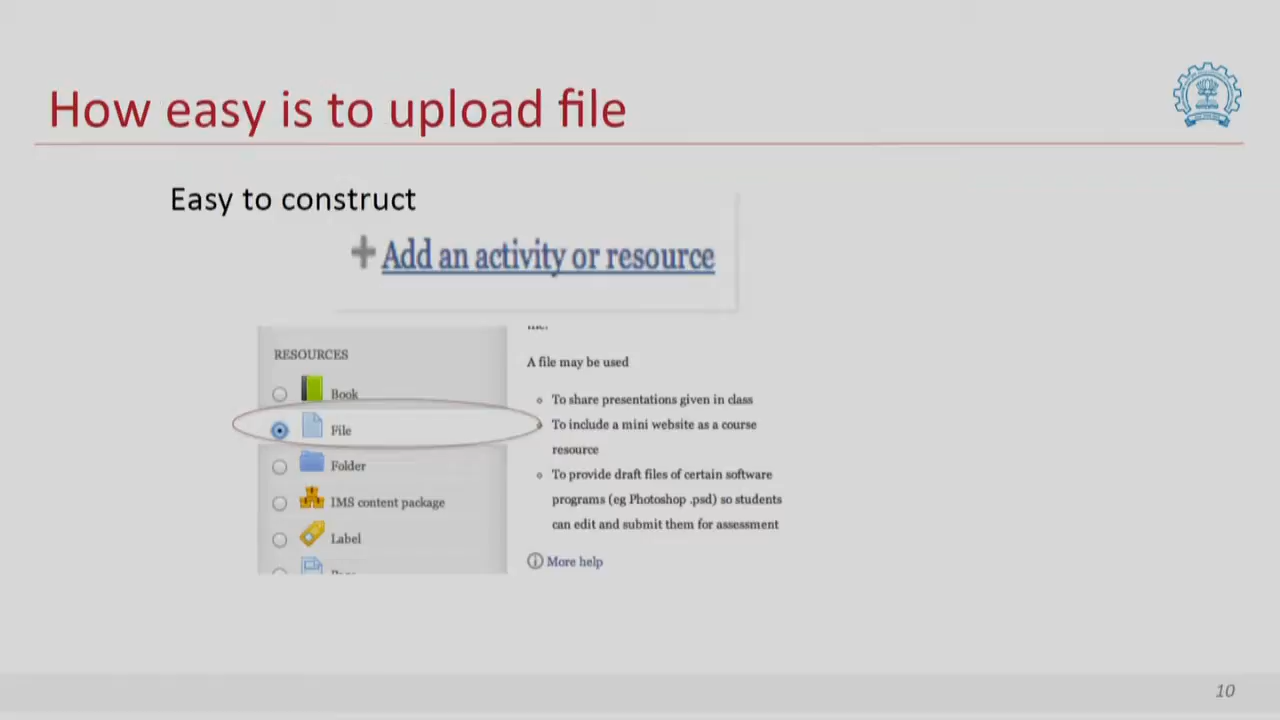 How easy is to upload file
Easy to construct
Add an activity or resource
RESOURCES
Book
File
Folder
IMS content package
Label
A file may be used
To share presentations given in class
To include a mini website as a course
resource
To provide draft files of certain software
programs (eg Photoshop .psd) so students
can edit and submit them for assessment
More help
10